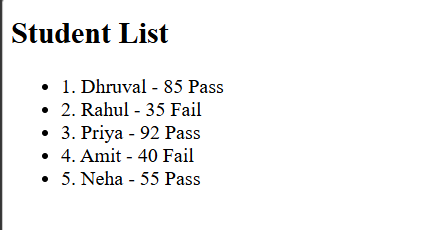 Student List
• 1. Dhruval - 85 Pass
• 2. Rahul - 35 Fail
• 3. Priya - 92 Pass
• 4. Amit - 40 Fail
• 5. Neha - 55 Pass